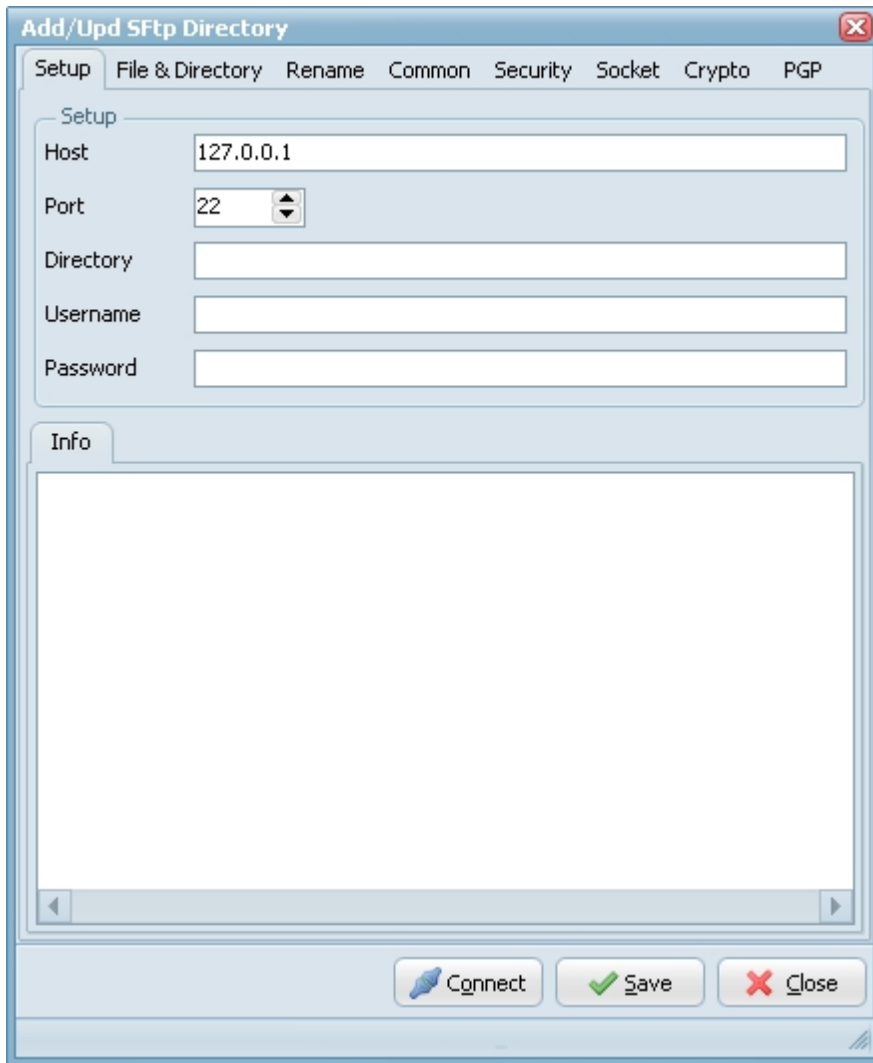 Add/Upd SFtp Directory
Setup File & Directory Rename Common Security Socket Crypto PGP
Setup
Host 127.0.0.1
Port 22
Directory
Username
Password
Info
Connect Save Close